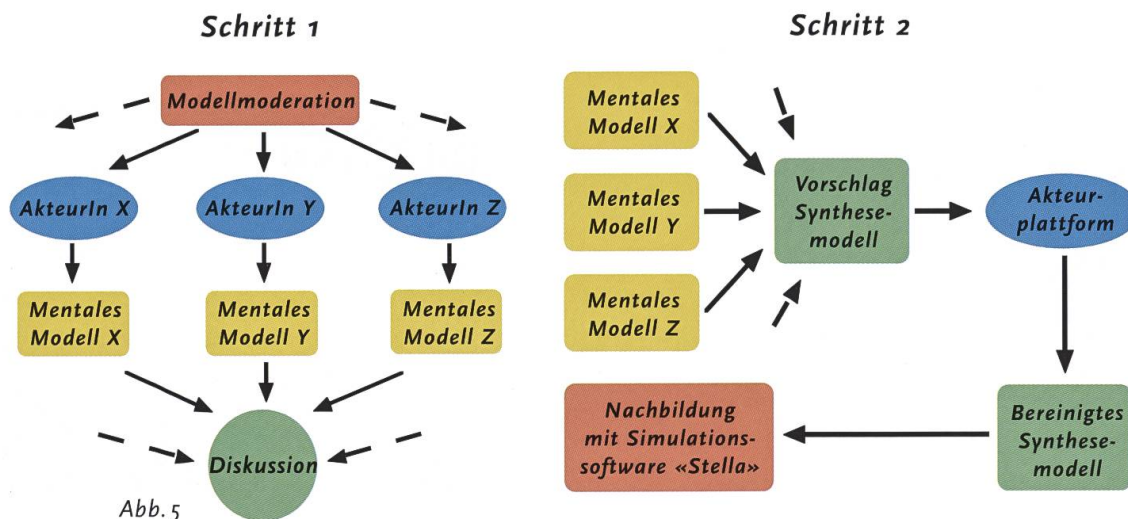 Schritt 1
Modellmoderation
AkteurIn X
AkteurIn Y
AkteurIn Z
Mentales
Modell X
Mentales
Modell Y
Mentales
Modell Z
Diskussion
Abb. 5
Schritt 2
Mentales
Modell X
Mentales
Modell Y
Mentales
Modell Z
Vorschlag
Synthese-
modell
Akteur-
plattform
Bereinigtes
Synthese-
modell
Nachbildung
mit Simulations-
software «Stella»